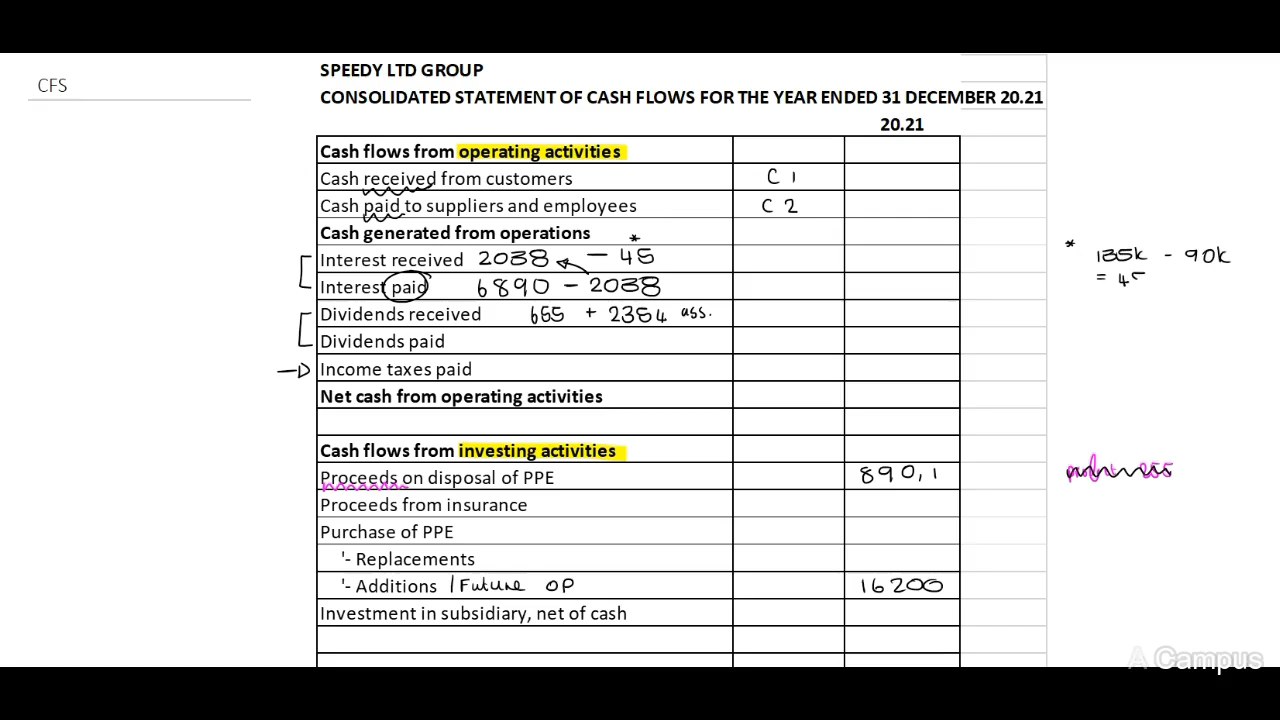 CFS
SPEEDY LTD GROUP
CONSOLIDATED STATEMENT OF CASH FLOWS FOR THE YEAR ENDED 31 DECEMBER 20.21
20.21
Cash flows from operating activities
Cash received from customers C 1
Cash paid to suppliers and employees C 2
Cash generated from operations
Interest received 2038 - 45 *
Interest paid 6890 - 2038
Dividends received 655 + 2354 ass.
Dividends paid
Income taxes paid
Net cash from operating activities
* 135k - 90k
= 45
Cash flows from investing activities
Proceeds on disposal of PPE 890,1
Proceeds from insurance
Purchase of PPE
'- Replacements
'- Additions / Future OP 16200
Investment in subsidiary, net of cash
A Campus